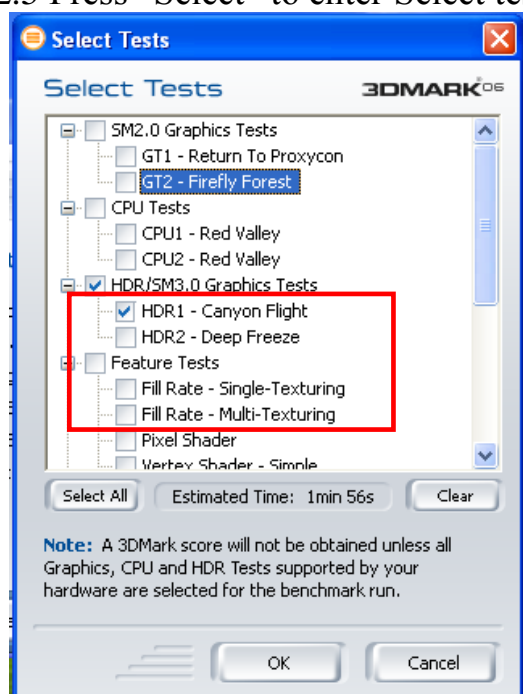 2.3 Press "Select" to enter Select te
Select Tests
Select Tests 3DMARK06
SM2.0 Graphics Tests
GT1 - Return To Proxycon
GT2 - Firefly Forest
CPU Tests
CPU1 - Red Valley
CPU2 - Red Valley
HDR/SM3.0 Graphics Tests
HDR1 - Canyon Flight
HDR2 - Deep Freeze
Feature Tests
Fill Rate - Single-Texturing
Fill Rate - Multi-Texturing
Pixel Shader
Vertex Shader - Simple
Select All Estimated Time: 1min 56s Clear
Note: A 3DMark score will not be obtained unless all
Graphics, CPU and HDR Tests supported by your
hardware are selected for the benchmark run.
OK Cancel